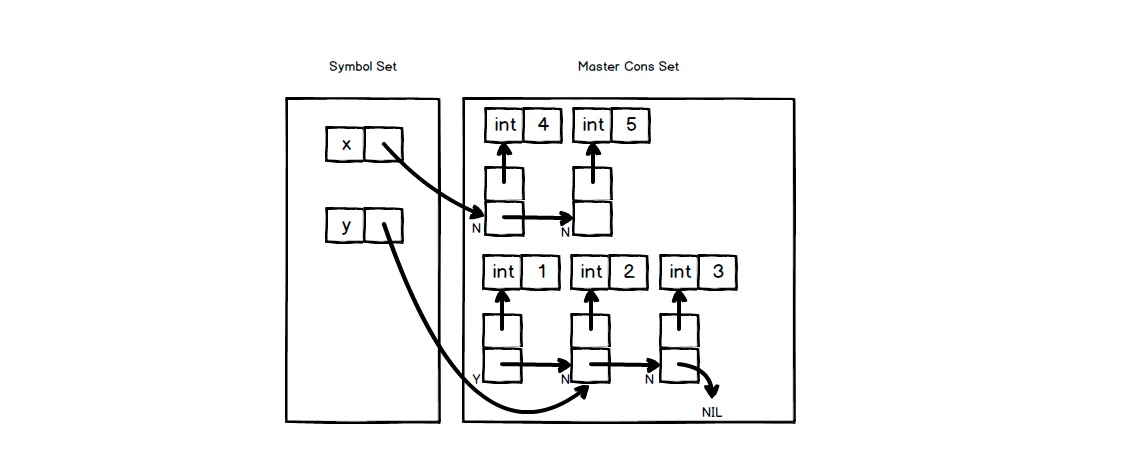 Symbol Set
Master Cons Set
int 4
int 5
x
N
N
y
int 1
int 2
int 3
Y
N
N
NIL